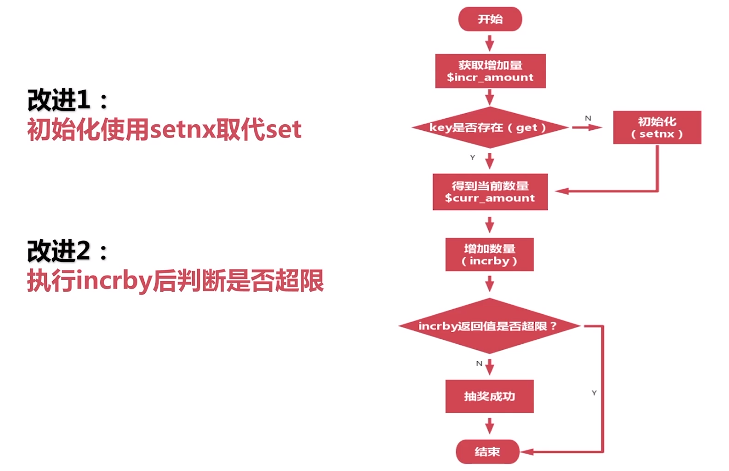 改进1：
初始化使用setnx取代set
改进2：
执行incrby后判断是否超限
开始
获取增加量
$incr_amount
key是否存在（get）
N
初始化
（setnx）
Y
得到当前数量
$curr_amount
增加数量
（incrby）
incrby返回值是否超限？
N
Y
抽奖成功
结束